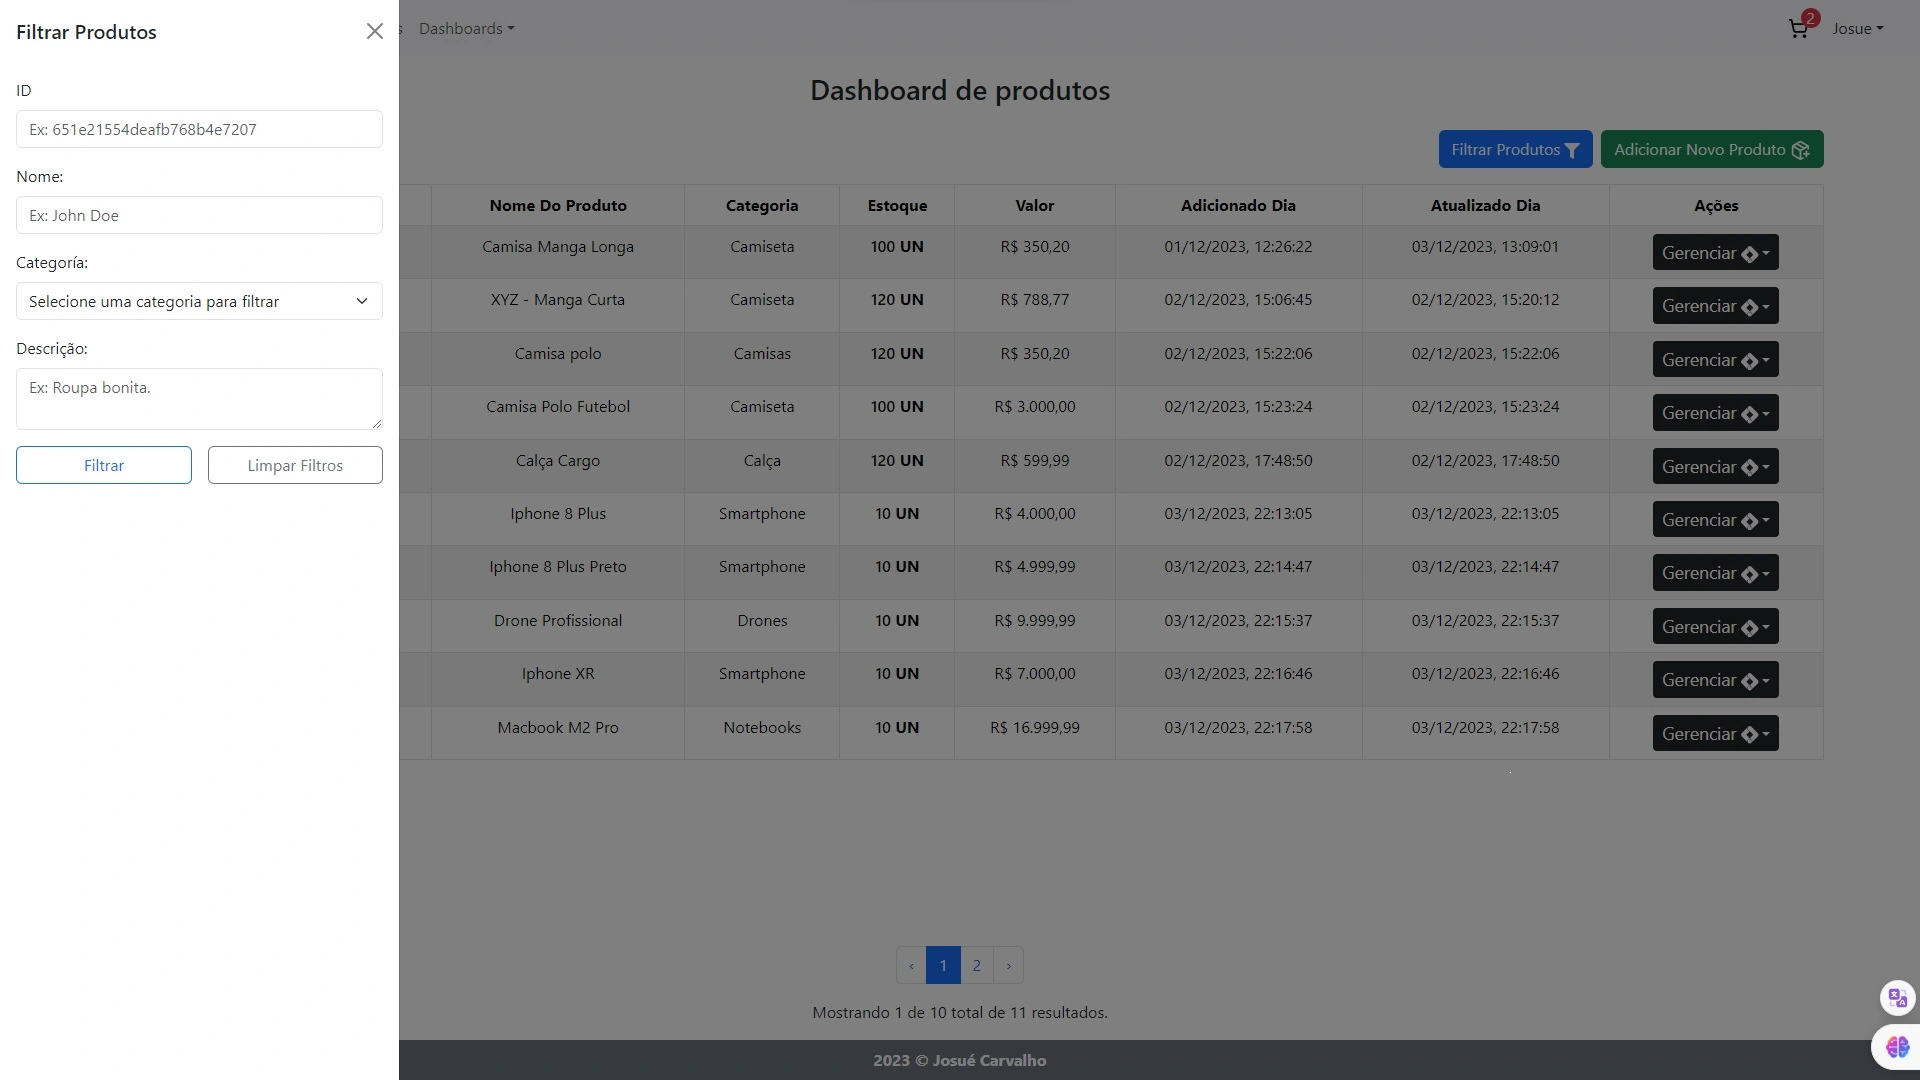 Filtrar Produtos
s Dashboards
2
Josue
ID
Ex: 651e21554deafb768b4e7207
Nome:
Ex: John Doe
Categoría:
Selecione uma categoria para filtrar
Descrição:
Ex: Roupa bonita.
Filtrar Limpar Filtros
Dashboard de produtos
Filtrar Produtos Adicionar Novo Produto
Nome Do Produto Categoria Estoque Valor Adicionado Dia Atualizado Dia Ações
Camisa Manga Longa Camiseta 100 UN R$ 350,20 01/12/2023, 12:26:22 03/12/2023, 13:09:01 Gerenciar
XYZ - Manga Curta Camiseta 120 UN R$ 788,77 02/12/2023, 15:06:45 02/12/2023, 15:20:12 Gerenciar
Camisa polo Camisas 120 UN R$ 350,20 02/12/2023, 15:22:06 02/12/2023, 15:22:06 Gerenciar
Camisa Polo Futebol Camiseta 100 UN R$ 3.000,00 02/12/2023, 15:23:24 02/12/2023, 15:23:24 Gerenciar
Calça Cargo Calça 120 UN R$ 599,99 02/12/2023, 17:48:50 02/12/2023, 17:48:50 Gerenciar
Iphone 8 Plus Smartphone 10 UN R$ 4.000,00 03/12/2023, 22:13:05 03/12/2023, 22:13:05 Gerenciar
Iphone 8 Plus Preto Smartphone 10 UN R$ 4.999,99 03/12/2023, 22:14:47 03/12/2023, 22:14:47 Gerenciar
Drone Profissional Drones 10 UN R$ 9.999,99 03/12/2023, 22:15:37 03/12/2023, 22:15:37 Gerenciar
Iphone XR Smartphone 10 UN R$ 7.000,00 03/12/2023, 22:16:46 03/12/2023, 22:16:46 Gerenciar
Macbook M2 Pro Notebooks 10 UN R$ 16.999,99 03/12/2023, 22:17:58 03/12/2023, 22:17:58 Gerenciar
‹ 1 2 ›
Mostrando 1 de 10 total de 11 resultados.
2023 © Josué Carvalho